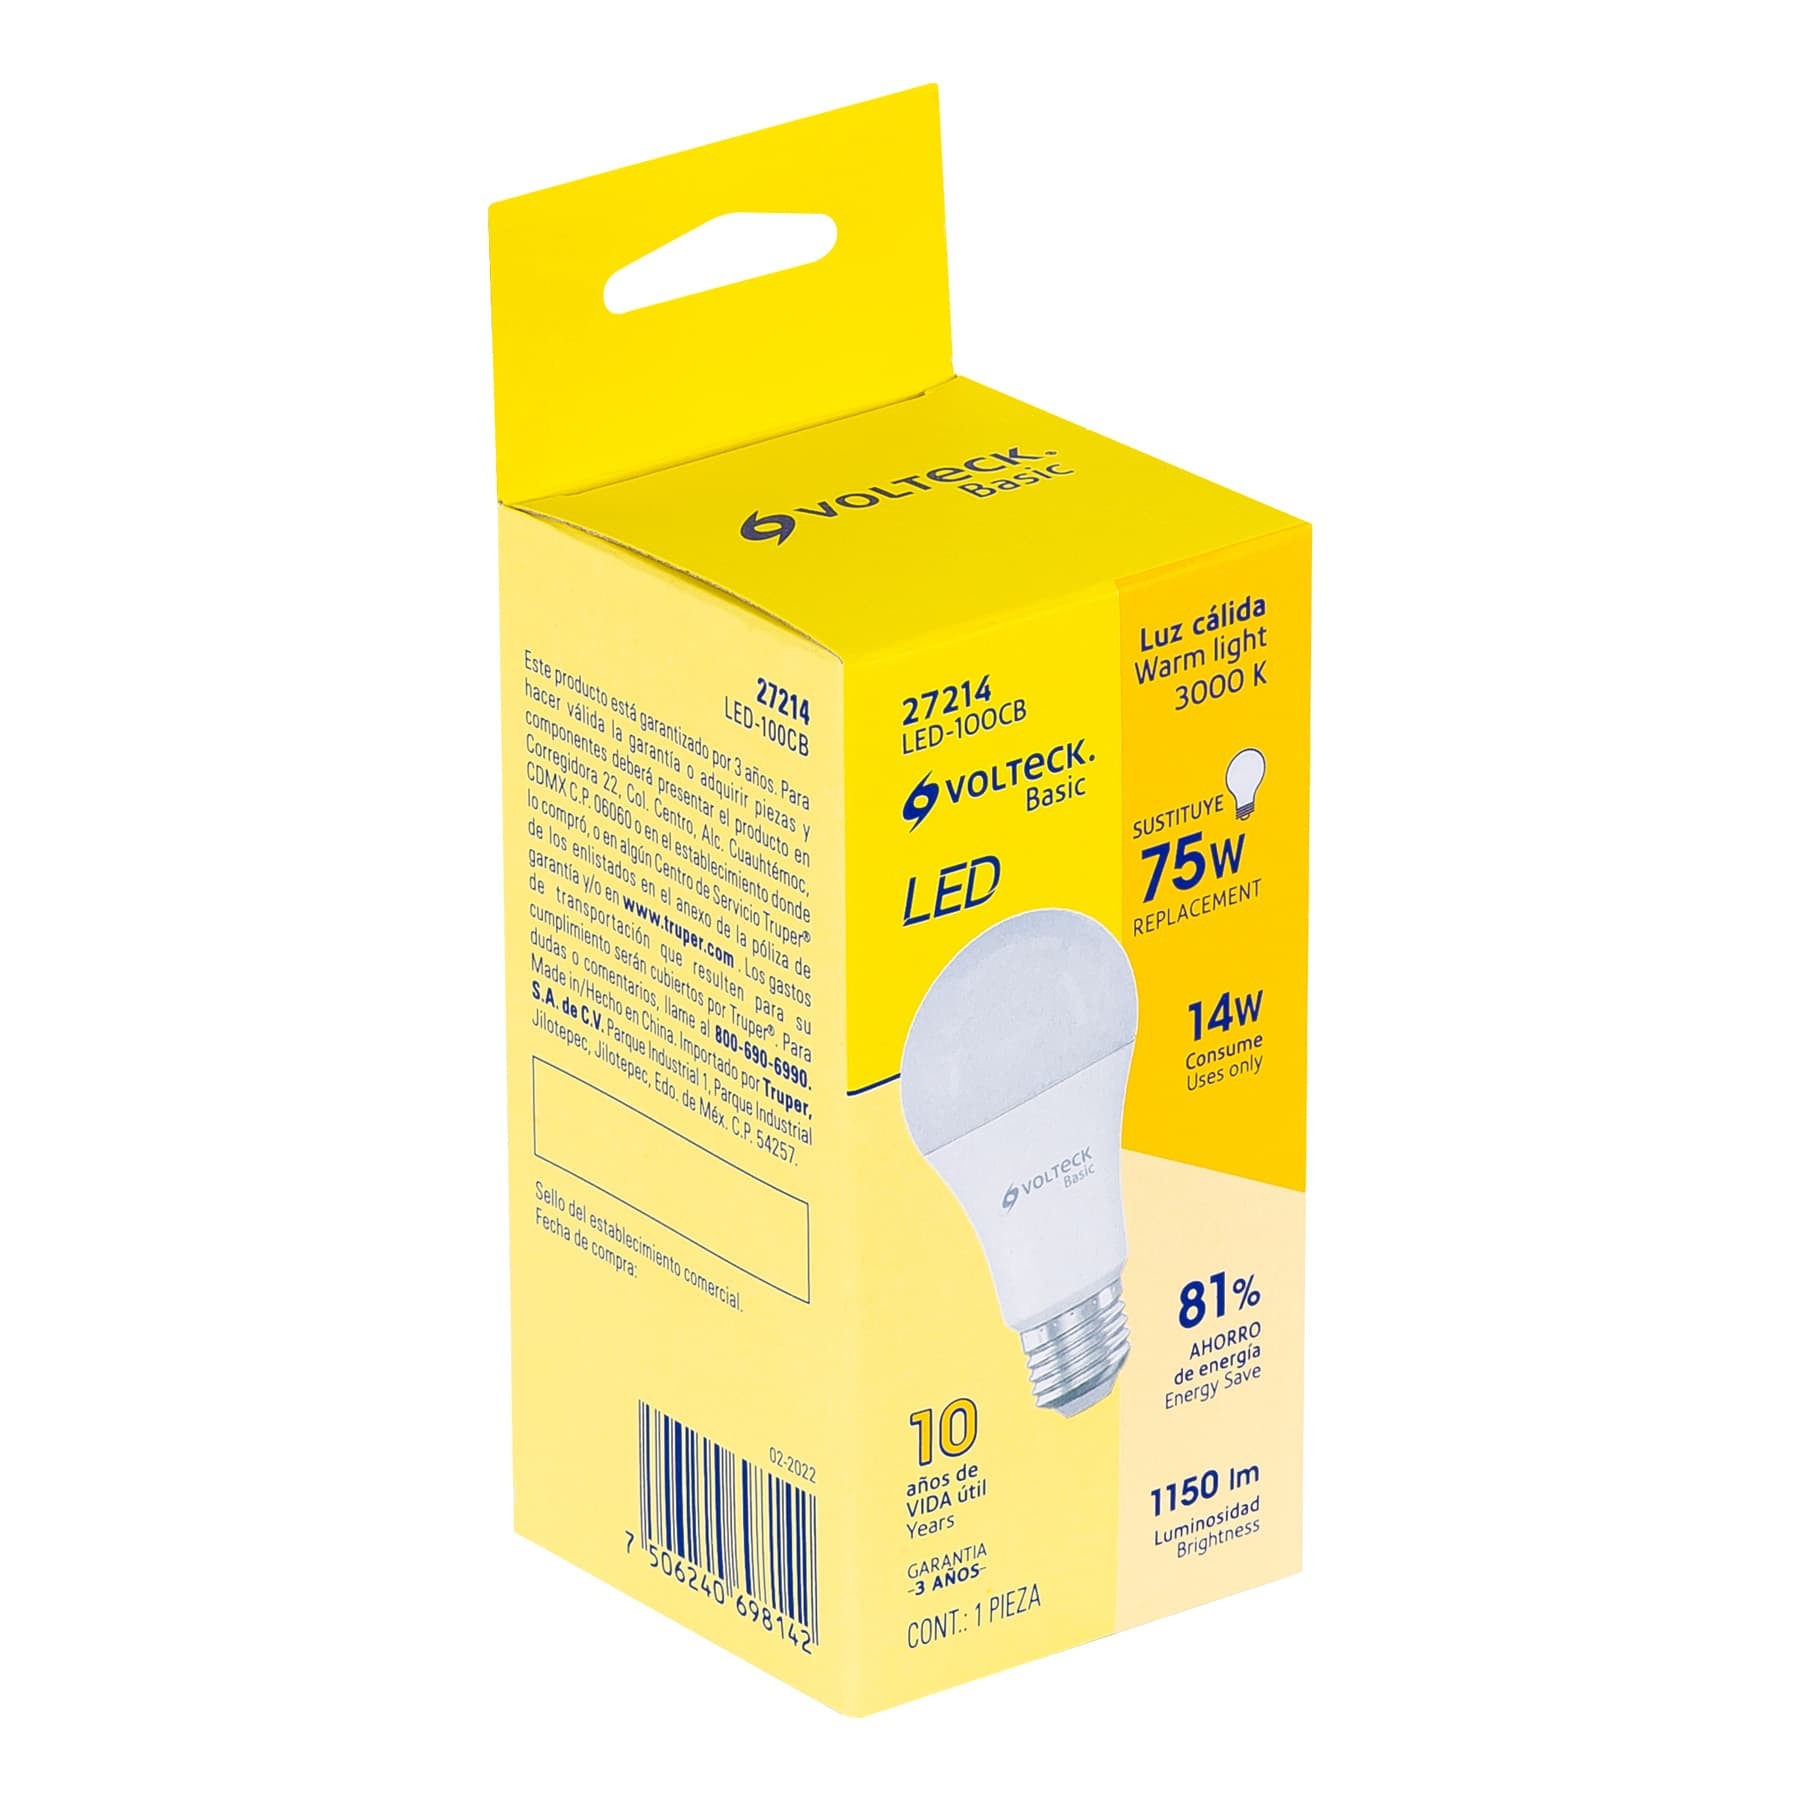 VOLTECK®
Basic
27214
LED-100CB
Este producto está garantizado por 3 años. Para
hacer válida la garantía o adquirir piezas y
componentes deberá presentar el producto en
Corregidora 22, Col. Centro, Alc. Cuauhtémoc,
CDMX C.P. 06060 o en el establecimiento donde
lo compró, o en algún Centro de Servicio Truper®
de los enlistados en el anexo de la póliza de
garantía y/o en www.truper.com . Los gastos
de transportación que resulten para su
cumplimiento serán cubiertos por Truper®. Para
dudas o comentarios, llame al 800-690-6990.
Made in/Hecho en China. Importado por Truper,
S.A. de C.V. Parque Industrial 1, Parque Industrial
Jilotepec, Jilotepec, Edo. de Méx. C.P. 54257.
Sello del establecimiento comercial.
Fecha de compra:
02-2022
7 506240 698142
27214
LED-100CB
VOLTECK.
Basic
LED
VOLTECK
Basic
10
años de
VIDA útil
Years
GARANTIA
-3 AÑOS-
CONT.: 1 PIEZA
Luz cálida
Warm light
3000 K
SUSTITUYE
75W
REPLACEMENT
14W
Consume
Uses only
81%
AHORRO
de energía
Energy Save
1150 lm
Luminosidad
Brightness